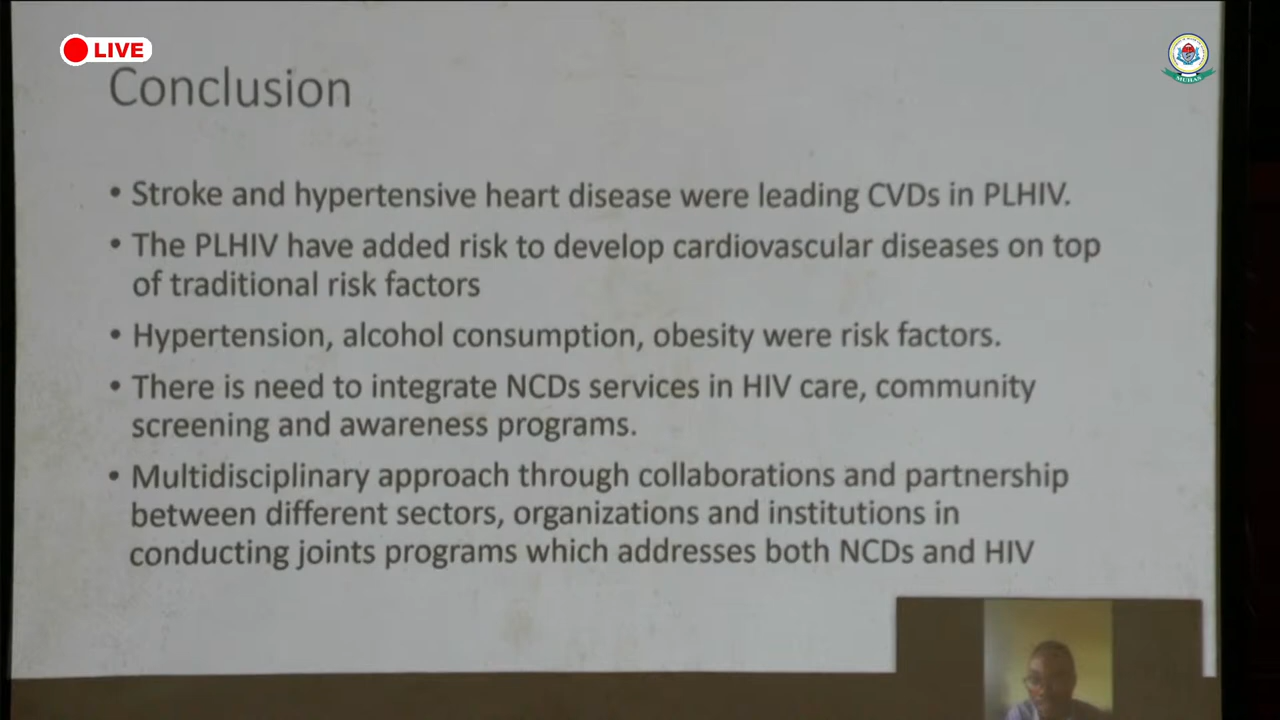 LIVE
MUHAS
Conclusion
• Stroke and hypertensive heart disease were leading CVDs in PLHIV.
• The PLHIV have added risk to develop cardiovascular diseases on top
of traditional risk factors
• Hypertension, alcohol consumption, obesity were risk factors.
• There is need to integrate NCDs services in HIV care, community
screening and awareness programs.
• Multidisciplinary approach through collaborations and partnership
between different sectors, organizations and institutions in
conducting joints programs which addresses both NCDs and HIV